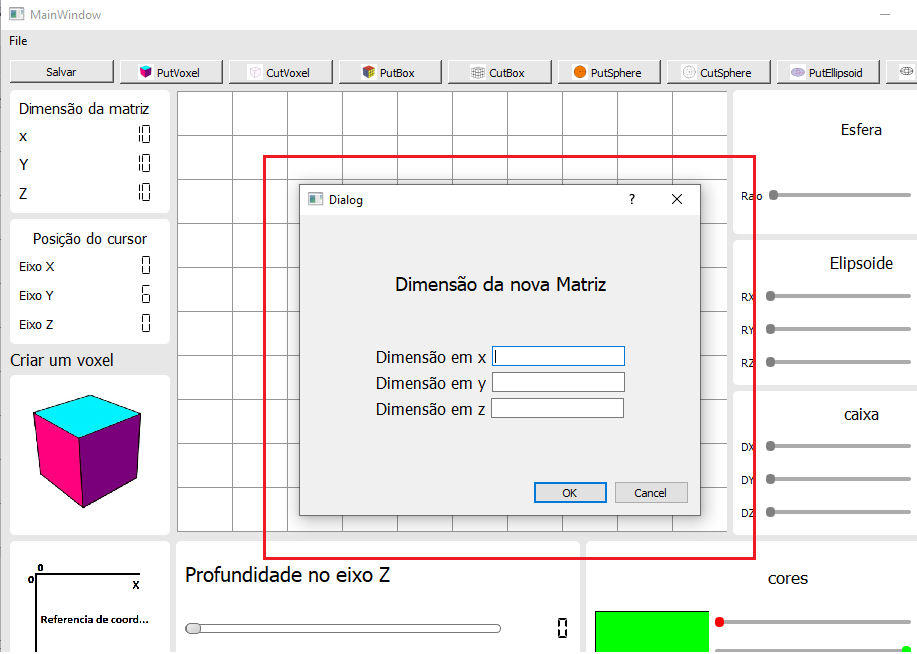 MainWindow
File
Salvar PutVoxel CutVoxel PutBox CutBox PutSphere CutSphere PutEllipsoid
Dimensão da matriz
x 10
Y 10
Z 10
Posição do cursor
Eixo X 0
Eixo Y 6
Eixo Z 0
Criar um voxel
0
0
X
Referencia de coord...
Dialog ?
Dimensão da nova Matriz
Dimensão em x
Dimensão em y
Dimensão em z
OK Cancel
Profundidade no eixo Z
0
Esfera
Raio
Elipsoide
RX
RY
RZ
caixa
DX
DY
DZ
cores